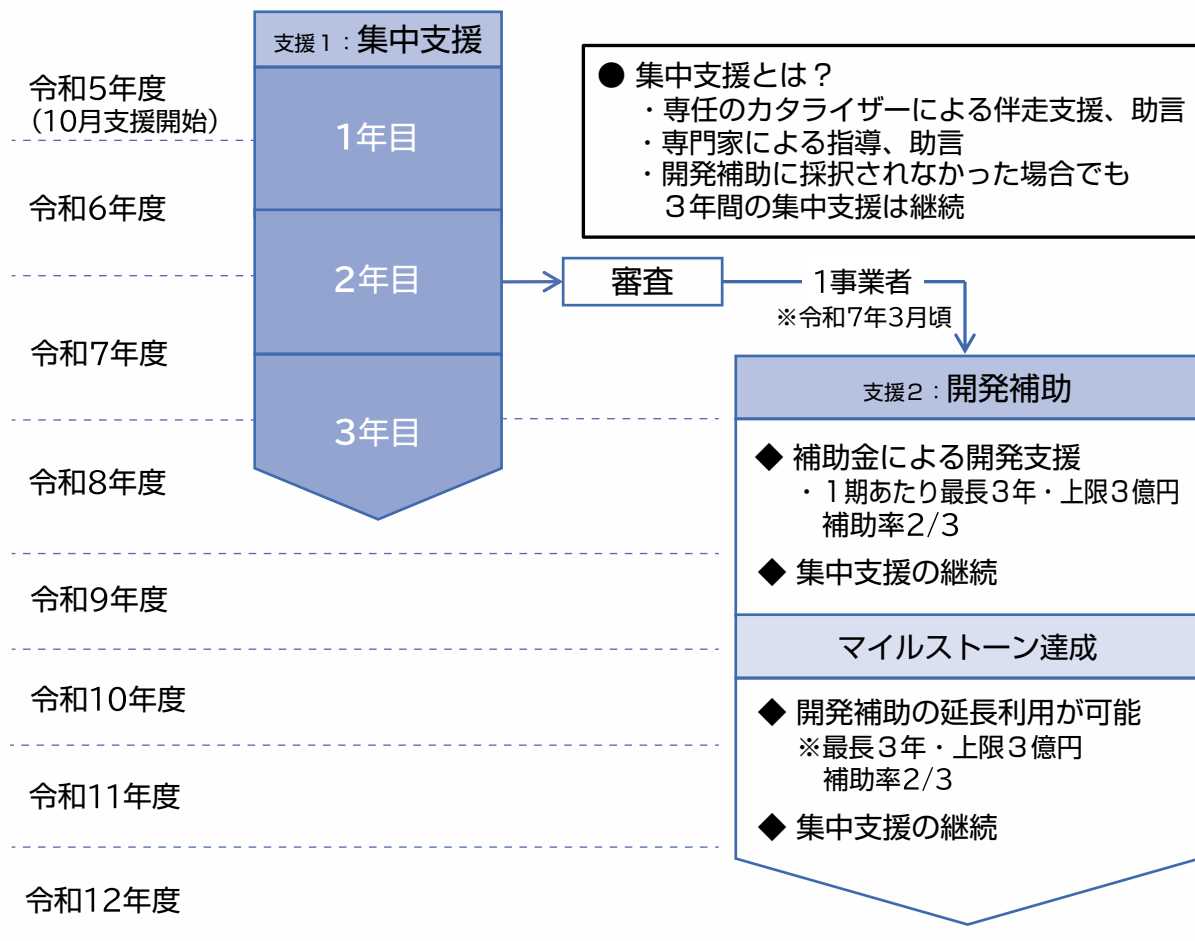 支援1：集中支援
令和5年度
（10月支援開始）
1年目
令和6年度
2年目
令和7年度
3年目
令和8年度
令和9年度
令和10年度
令和11年度
令和12年度
● 集中支援とは？
・専任のカタライザーによる伴走支援、助言
・専門家による指導、助言
・開発補助に採択されなかった場合でも
３年間の集中支援は継続
審査
1事業者
※令和7年3月頃
支援2：開発補助
◆ 補助金による開発支援
・１期あたり最長３年・上限３億円
補助率2/3
◆ 集中支援の継続
マイルストーン達成
◆ 開発補助の延長利用が可能
※最長３年・上限３億円
補助率2/3
◆ 集中支援の継続